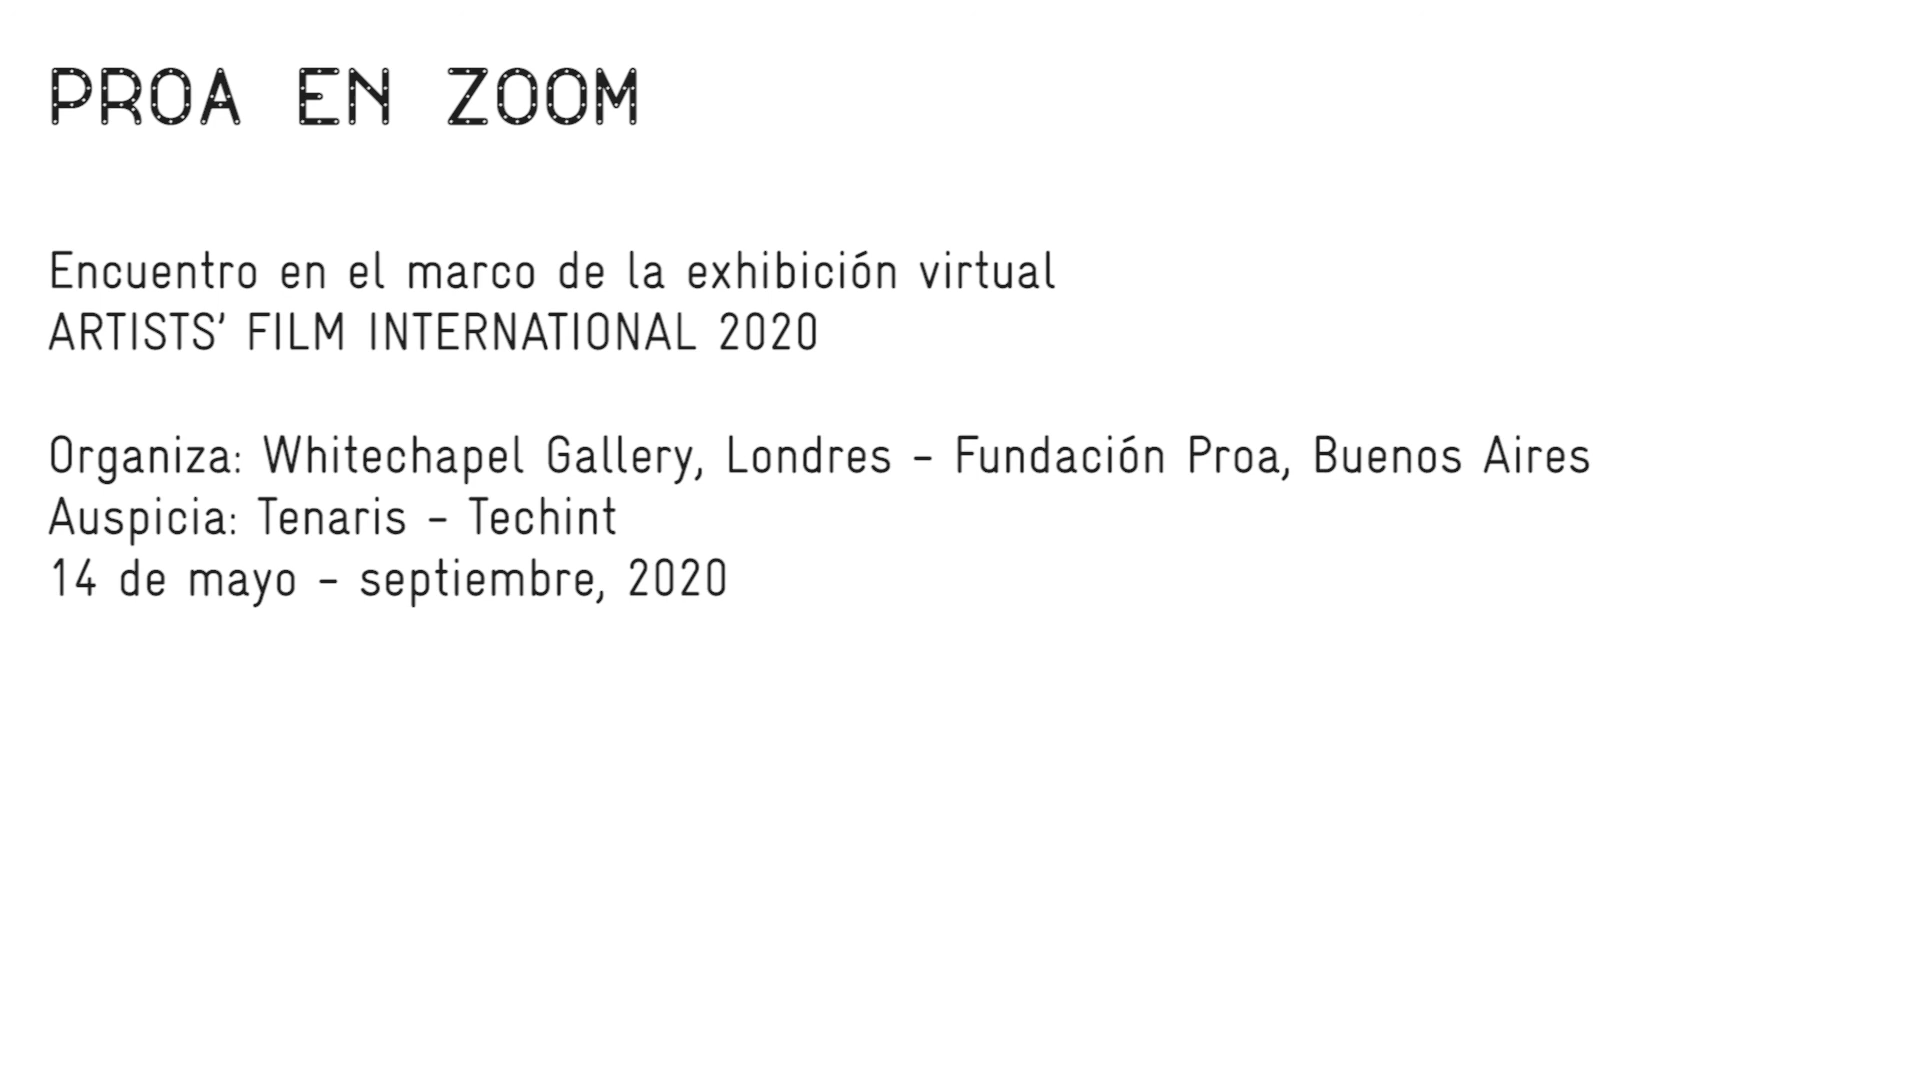 PROA EN ZOOM
Encuentro en el marco de la exhibición virtual
ARTISTS’ FILM INTERNATIONAL 2020
Organiza: Whitechapel Gallery, Londres – Fundación Proa, Buenos Aires
Auspicia: Tenaris – Techint
14 de mayo – septiembre, 2020